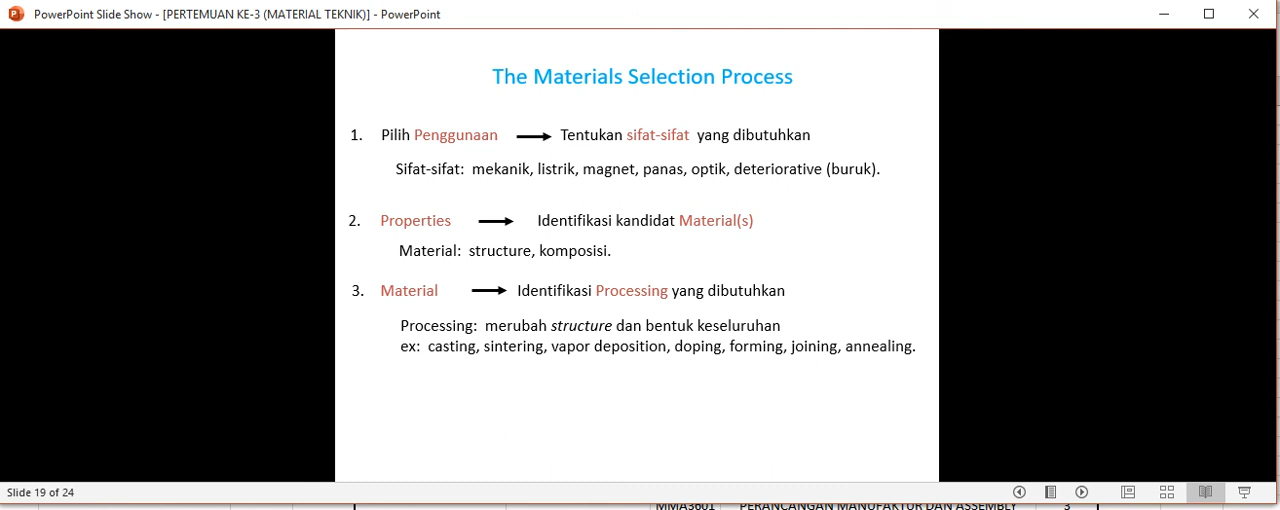 PowerPoint Slide Show - [PERTEMUAN KE-3 (MATERIAL TEKNIK)] - PowerPoint
The Materials Selection Process
1. Pilih Penggunaan → Tentukan sifat-sifat yang dibutuhkan
Sifat-sifat: mekanik, listrik, magnet, panas, optik, deteriorative (buruk).
2. Properties → Identifikasi kandidat Material(s)
Material: structure, komposisi.
3. Material → Identifikasi Processing yang dibutuhkan
Processing: merubah structure dan bentuk keseluruhan
ex: casting, sintering, vapor deposition, doping, forming, joining, annealing.
Slide 19 of 24
MMA3601 PERANCANGAN MANUFAKTUR DAN ASSEMBLY 3